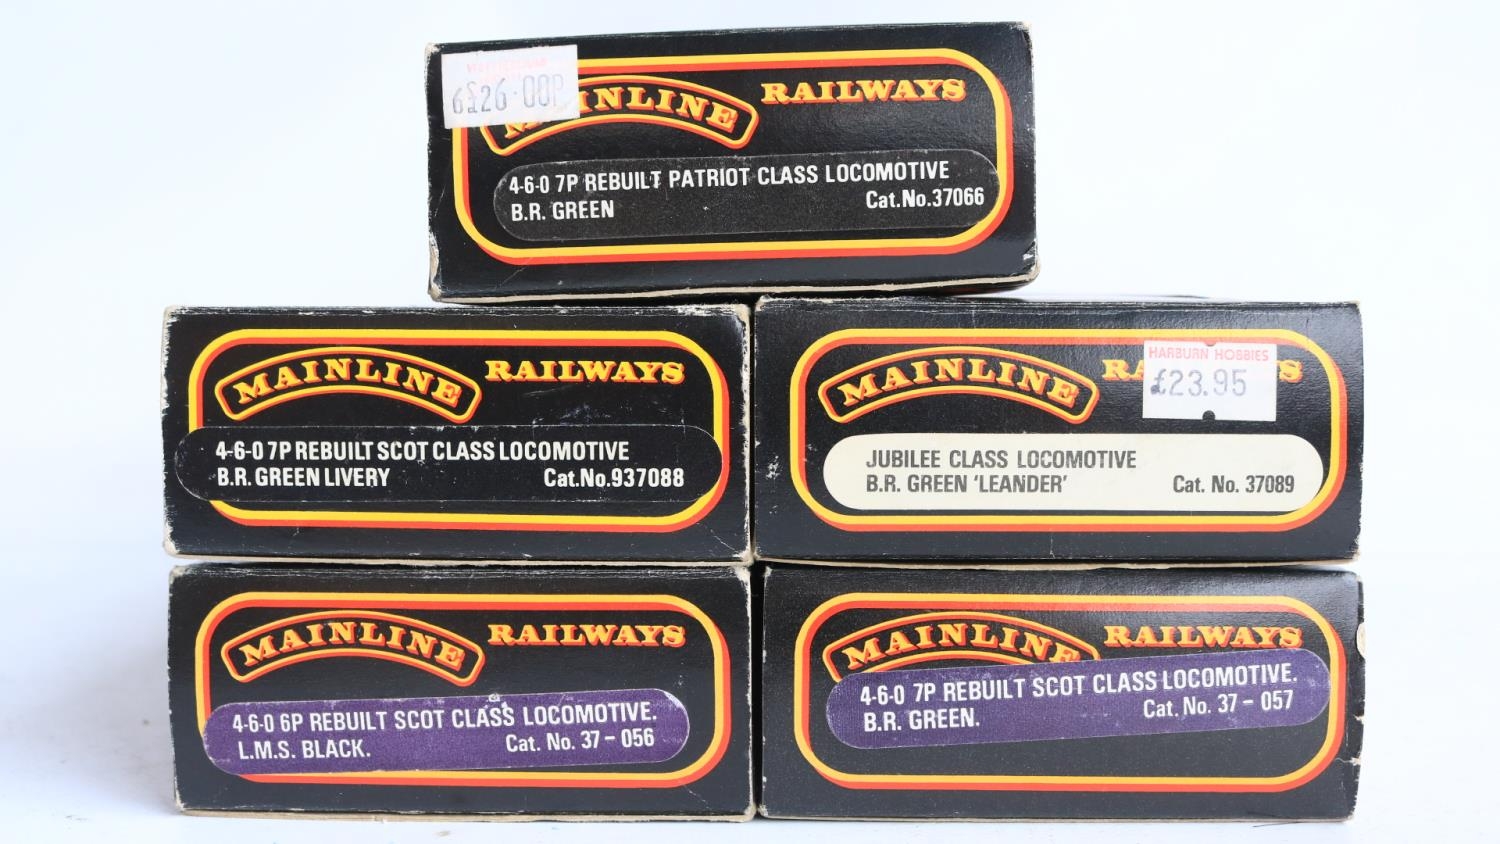 £26.00P
MAINLINE RAILWAYS
4-6-0 7P REBUILT PATRIOT CLASS LOCOMOTIVE
B.R. GREEN Cat.No.37066
MAINLINE RAILWAYS
4-6-0 7P REBUILT SCOT CLASS LOCOMOTIVE
B.R. GREEN LIVERY Cat.No.937088
MAINLINE
HARBURN HOBBIES
£23.95
JUBILEE CLASS LOCOMOTIVE
B.R. GREEN 'LEANDER' Cat. No. 37089
MAINLINE RAILWAYS
4-6-0 6P REBUILT SCOT CLASS LOCOMOTIVE.
L.M.S. BLACK. Cat. No. 37-056
MAINLINE RAILWAYS
4-6-0 7P REBUILT SCOT CLASS LOCOMOTIVE.
B.R. GREEN. Cat. No. 37-057